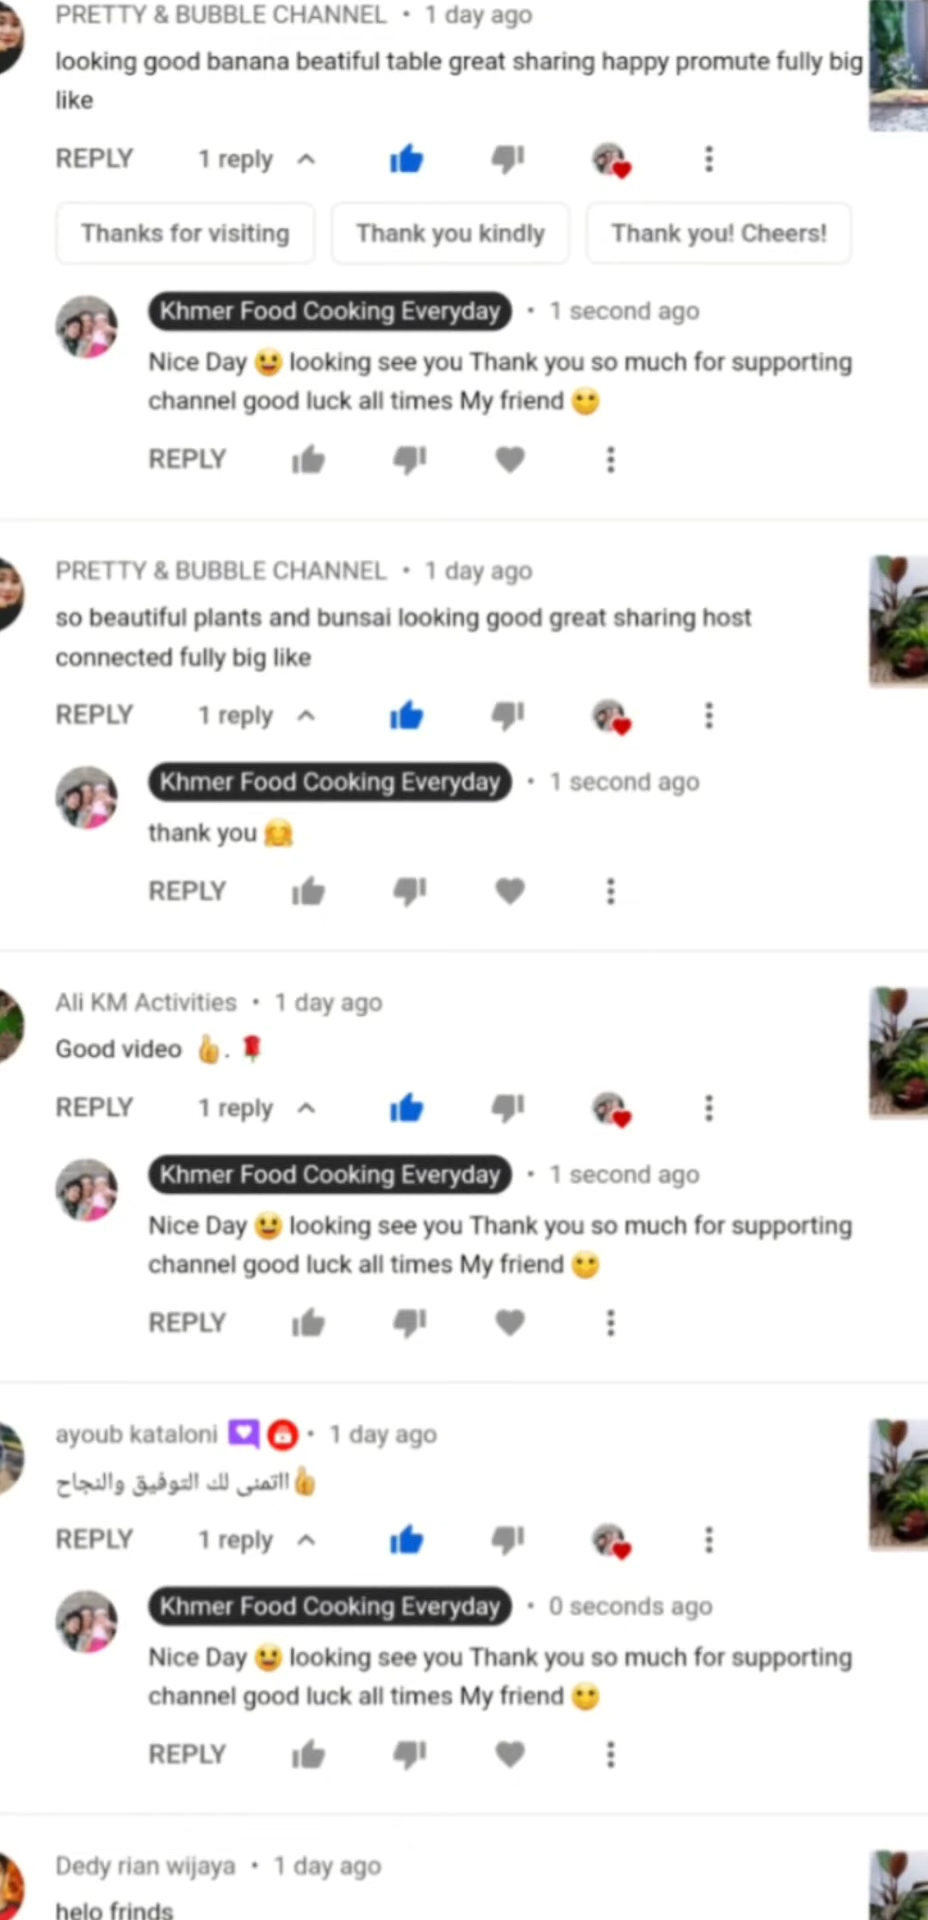 PRETTY & BUBBLE CHANNEL • 1 day ago
looking good banana beatiful table great sharing happy promute fully big
like
REPLY 1 reply
Thanks for visiting Thank you kindly Thank you! Cheers!
Khmer Food Cooking Everyday • 1 second ago
Nice Day 😀 looking see you Thank you so much for supporting
channel good luck all times My friend 🙂
REPLY
PRETTY & BUBBLE CHANNEL • 1 day ago
so beautiful plants and bunsai looking good great sharing host
connected fully big like
REPLY 1 reply
Khmer Food Cooking Everyday • 1 second ago
thank you 🤗
REPLY
Ali KM Activities • 1 day ago
Good video 👍. 🌹
REPLY 1 reply
Khmer Food Cooking Everyday • 1 second ago
Nice Day 😀 looking see you Thank you so much for supporting
channel good luck all times My friend 🙂
REPLY
ayoub kataloni • 1 day ago
ااتمنى لك التوفيق والنجاح👍
REPLY 1 reply
Khmer Food Cooking Everyday • 0 seconds ago
Nice Day 😀 looking see you Thank you so much for supporting
channel good luck all times My friend 🙂
REPLY
Dedy rian wijaya • 1 day ago
helo frinds